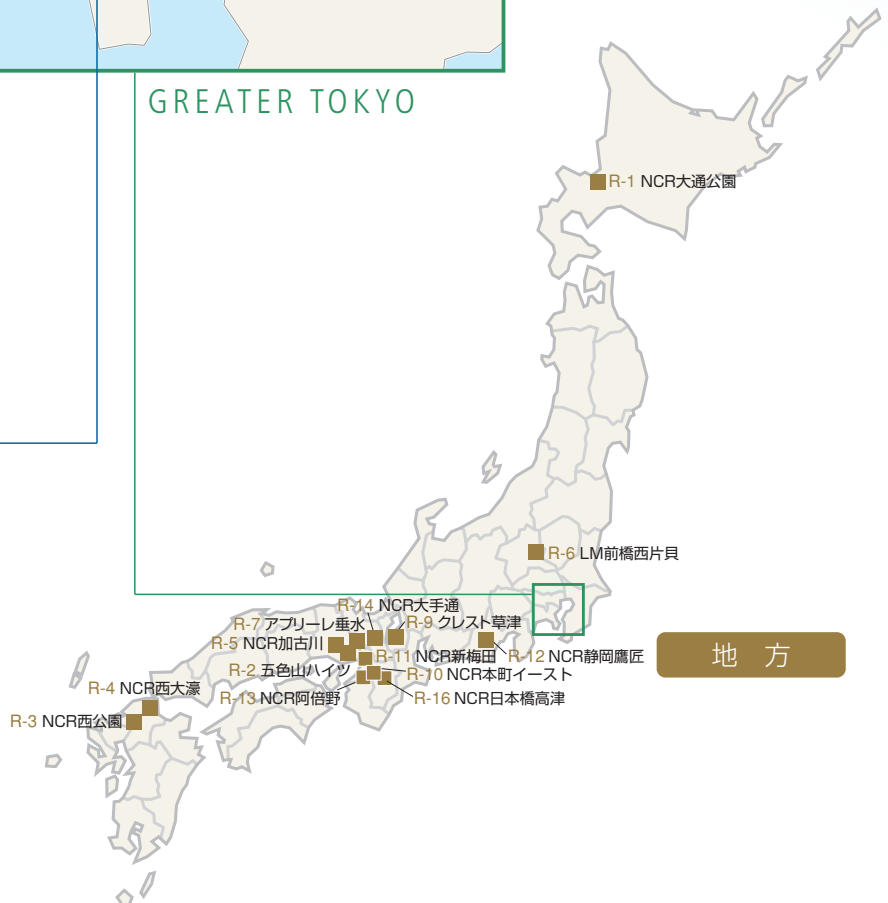 GREATER TOKYO
R-1 NCR大通公園
R-6 LM前橋西片貝
R-14 NCR大手通
R-7 アプリーレ垂水
R-9 クレスト草津
R-5 NCR加古川
R-11 NCR新梅田
R-12 NCR静岡鷹匠
地 方
R-2 五色山ハイツ
R-10 NCR本町イースト
R-4 NCR西大濠
R-13 NCR阿倍野
R-16 NCR日本橋高津
R-3 NCR西公園